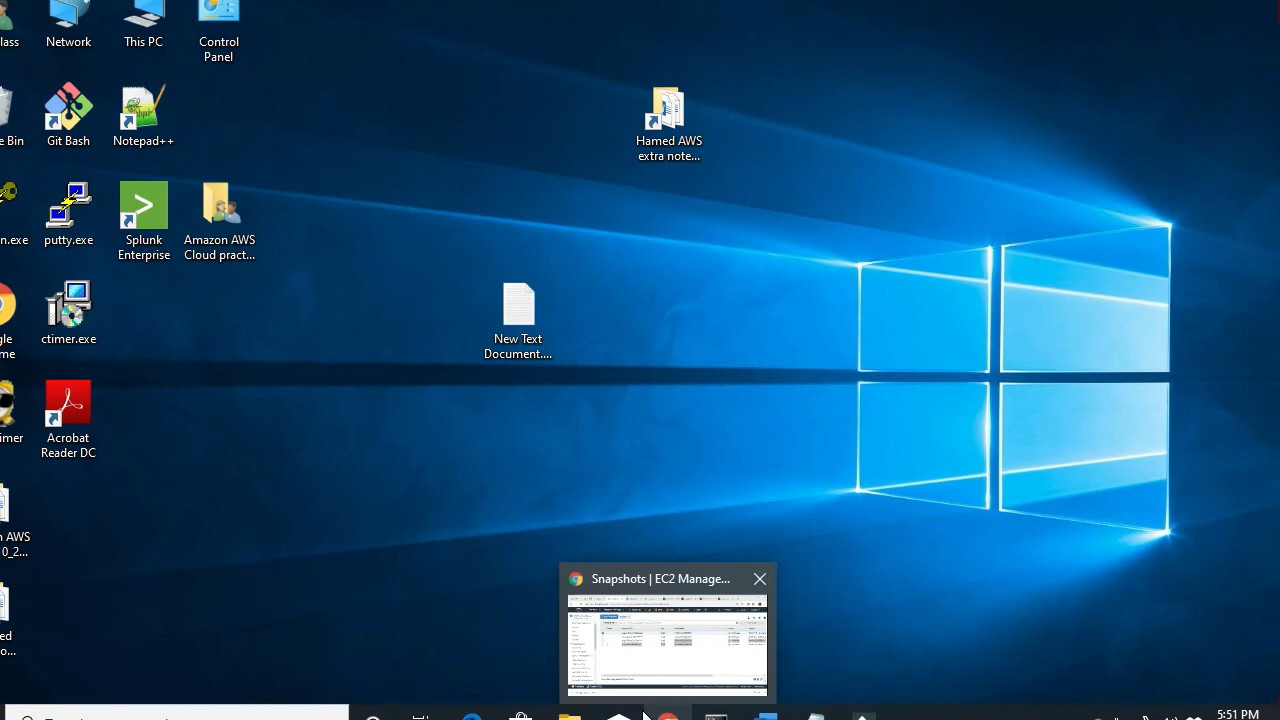 lass
Network
This PC
Control
Panel
e Bin
Git Bash
Notepad++
Hamed AWS
extra note...
n.exe
putty.exe
Splunk
Enterprise
Amazon AWS
Cloud pract...
gle
me
ctimer.exe
New Text
Document....
imer
Acrobat
Reader DC
n AWS
0_2...
ed
o...
Snapshots | EC2 Manage...
5:51 PM